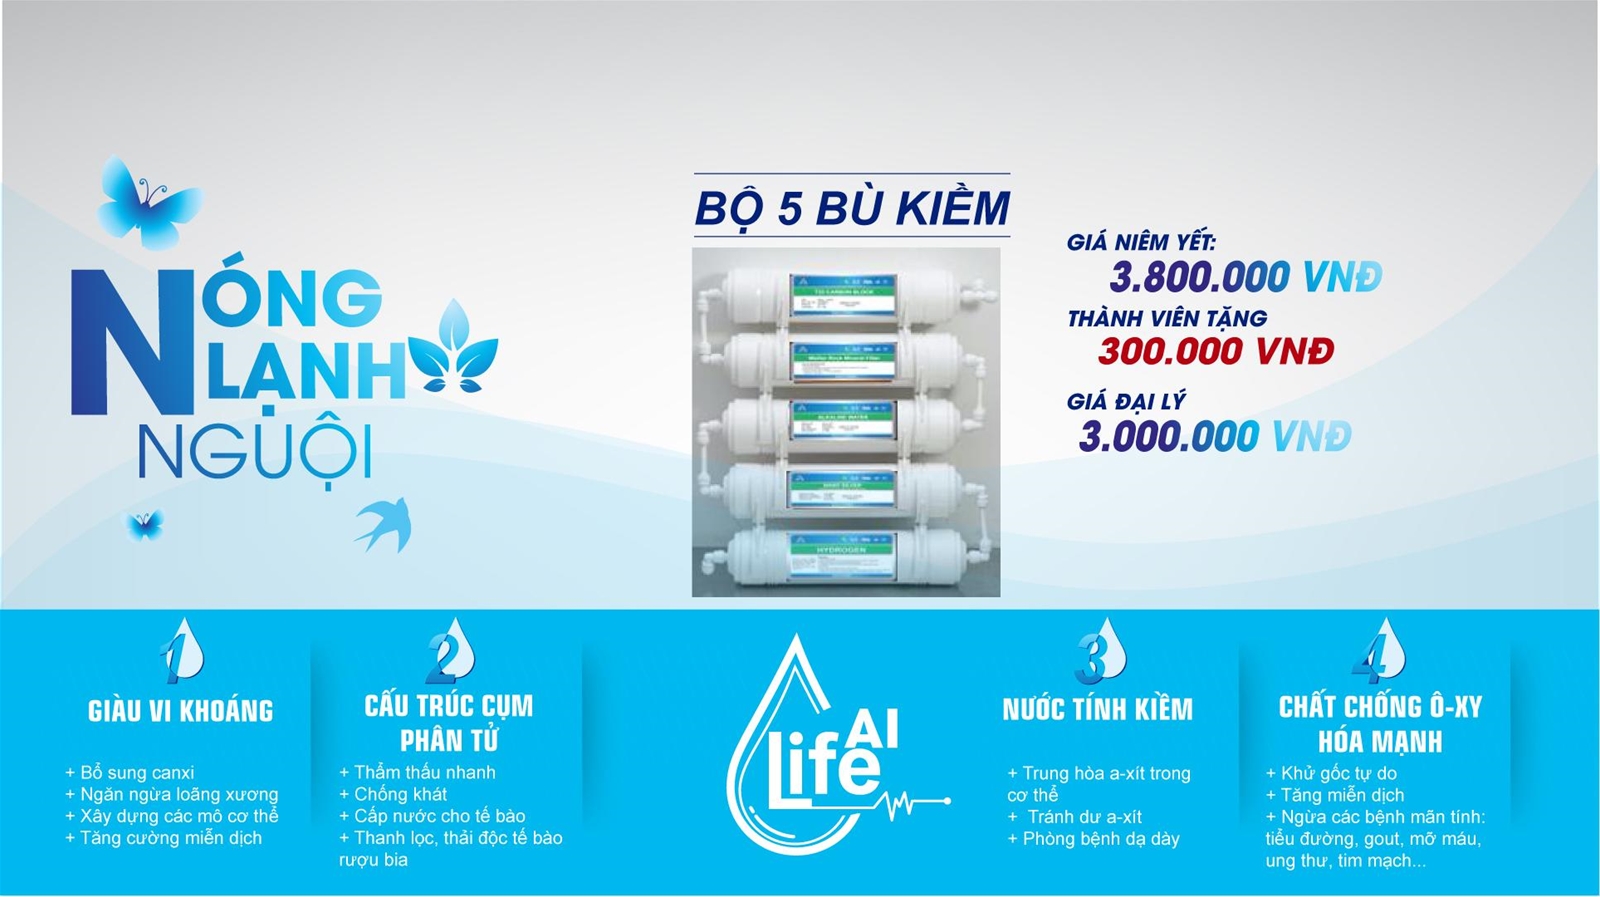 NÓNG
LẠNH
NGUỘI
BỘ 5 BÙ KIỀM
T33 CARBON BLOCK
ALKALINE WATER
HYDROGEN
GIÁ NIÊM YẾT:
3.800.000 VNĐ
THÀNH VIÊN TẶNG
300.000 VNĐ
GIÁ ĐẠI LÝ
3.000.000 VNĐ
1
GIÀU VI KHOÁNG
+ Bổ sung canxi
+ Ngăn ngừa loãng xương
+ Xây dựng các mô cơ thể
+ Tăng cường miễn dịch
2
CẤU TRÚC CỤM
PHÂN TỬ
+ Thẩm thấu nhanh
+ Chống khát
+ Cấp nước cho tế bào
+ Thanh lọc, thải độc tế bào
rượu bia
Life AI
3
NƯỚC TÍNH KIỀM
+ Trung hòa a-xít trong
cơ thể
+ Tránh dư a-xít
+ Phòng bệnh dạ dày
4
CHẤT CHỐNG Ô-XY
HÓA MẠNH
+ Khử gốc tự do
+ Tăng miễn dịch
+ Ngừa các bệnh mãn tính:
tiểu đường, gout, mỡ máu,
ung thư, tim mạch...